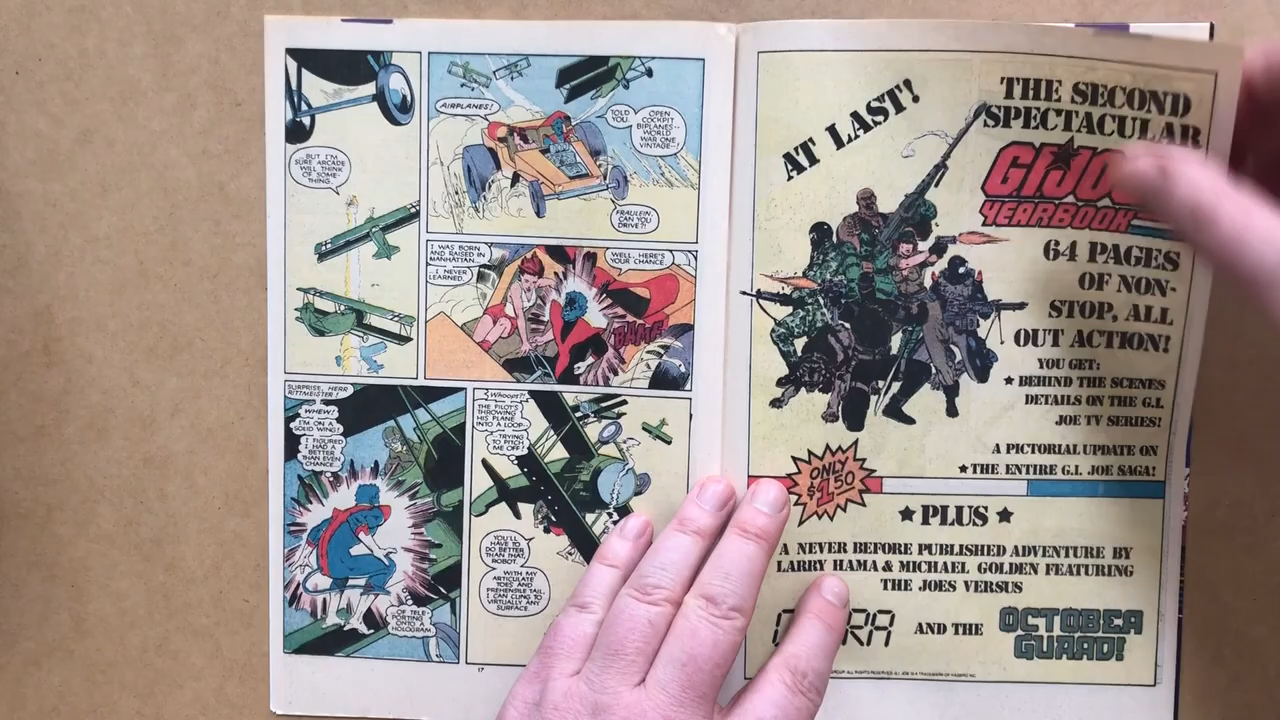 ...BUT I'M
SURE ARCADE
WILL THINK
OF SOME-
THING.
AIRPLANES!
TOLD
YOU.
OPEN
COCKPIT
BIPLANES--
WORLD
WAR ONE
VINTAGE--
FRAULEIN,
CAN YOU
DRIVE?!
I WAS BORN
AND RAISED IN
MANHATTAN...
...I NEVER
LEARNED.
WELL, HERE'S
YOUR CHANCE.
BAMF
SURPRISE, HERR
RITTMEISTER!
WHEW!
I'M ON A
SOLID WING!
I FIGURED
I HAD A
BETTER
THAN EVEN
CHANCE...
...OF TELE-
PORTING
ONTO A
HOLOGRAM.
WHOOPS?!
THE PILOT'S
THROWING
HIS PLANE
INTO A LOOP--
--TRYING
TO PITCH
ME OFF!
YOU'LL
HAVE TO
DO BETTER
THAN THAT,
ROBOT.
WITH MY
ARTICULATE
TOES AND
PREHENSILE TAIL,
I CAN CLING TO
VIRTUALLY ANY
SURFACE.
17
AT LAST!
THE SECOND
SPECTACULAR
G.I. JOE
YEARBOOK
64 PAGES
OF NON-
STOP, ALL
OUT ACTION!
YOU GET:
★ BEHIND THE SCENES
DETAILS ON THE G.I.
JOE TV SERIES!
A PICTORIAL UPDATE ON
★ THE ENTIRE G.I. JOE SAGA!
ONLY
$1.50
★ PLUS ★
A NEVER BEFORE PUBLISHED ADVENTURE BY
LARRY HAMA & MICHAEL GOLDEN FEATURING
THE JOES VERSUS
AND THE
OCTOBER
GUARD!